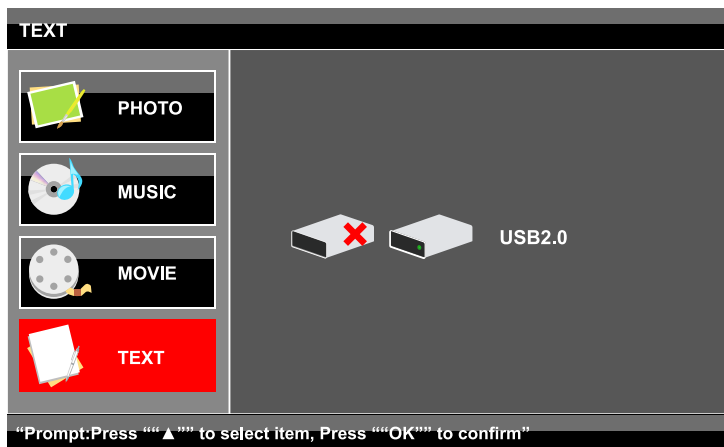 TEXT
PHOTO
MUSIC
MOVIE
TEXT
USB2.0
“Prompt:Press ““▲”” to select item, Press ““OK”” to confirm”